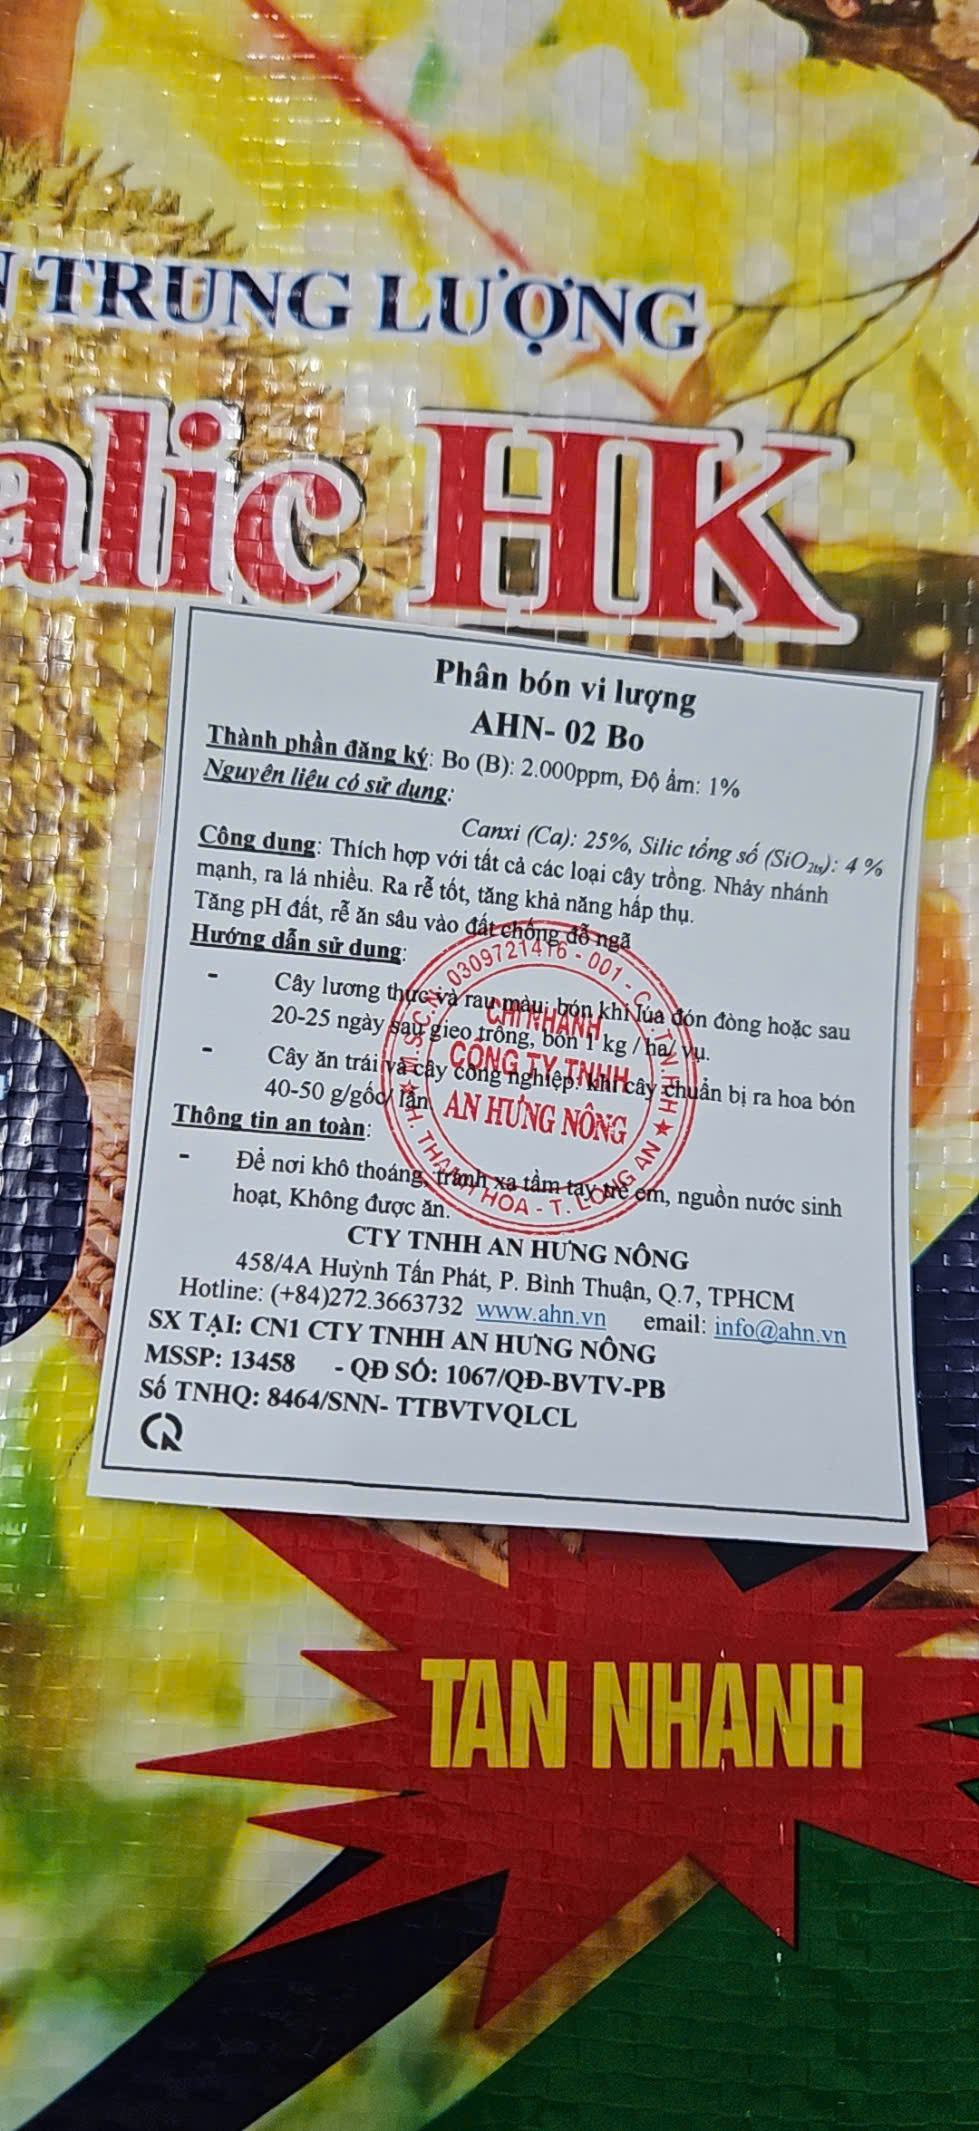 TRUNG LƯỢNG
alic HK
Phân bón vi lượng
AHN- 02 Bo
Thành phần đăng ký: Bo (B): 2.000ppm, Độ ẩm: 1%
Nguyên liệu có sử dụng:
Canxi (Ca): 25%, Silic tổng số (SiO2ts): 4 %
Công dụng: Thích hợp với tất cả các loại cây trồng. Nhảy nhánh
mạnh, ra lá nhiều. Ra rễ tốt, tăng khả năng hấp thụ.
Tăng pH đất, rễ ăn sâu vào đất chống đỗ ngã
Hướng dẫn sử dụng:
- Cây lương thực và rau màu: bón khi lúa đón đòng hoặc sau
20-25 ngày sau gieo trồng, bón 1 kg / ha/ vụ.
- Cây ăn trái và cây công nghiệp: khi cây chuẩn bị ra hoa bón
40-50 g/gốc/ lần.
Thông tin an toàn:
- Để nơi khô thoáng, tránh xa tầm tay trẻ em, nguồn nước sinh
hoạt, Không được ăn.
M.S.C.N: 0309721416 - 001 - C.T.T.N.H.H
CHI NHÁNH
CÔNG TY TNHH
AN HƯNG NÔNG
H. THẠNH HÓA - T. LONG AN
CTY TNHH AN HƯNG NÔNG
458/4A Huỳnh Tấn Phát, P. Bình Thuận, Q.7, TPHCM
Hotline: (+84)272.3663732 www.ahn.vn email: info@ahn.vn
SX TẠI: CN1 CTY TNHH AN HƯNG NÔNG
MSSP: 13458 - QĐ SỐ: 1067/QĐ-BVTV-PB
Số TNHQ: 8464/SNN- TTBVTVQLCL
TAN NHANH